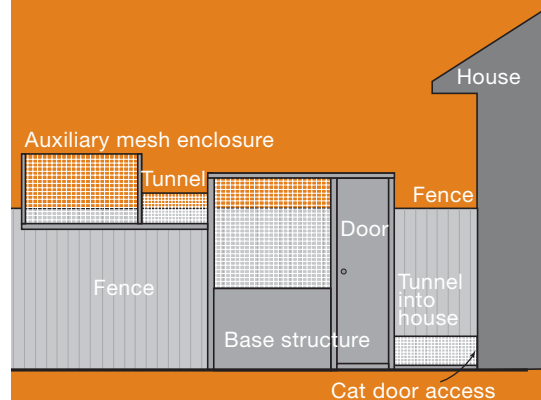 House
Auxiliary mesh enclosure
Tunnel
Fence
Door
Fence
Tunnel
into
house
Base structure
Cat door access